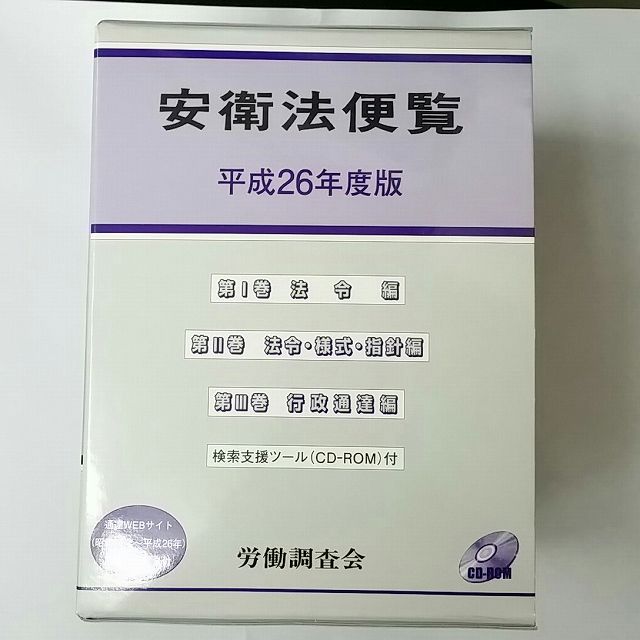 安衛法便覧
平成26年度版
第Ⅰ巻 法令編
第Ⅱ巻 法令・様式・指針編
第Ⅲ巻 行政通達編
検索支援ツール(CD-ROM)付
通達WEBサイト
～平成26年)
労働調査会
CD-ROM